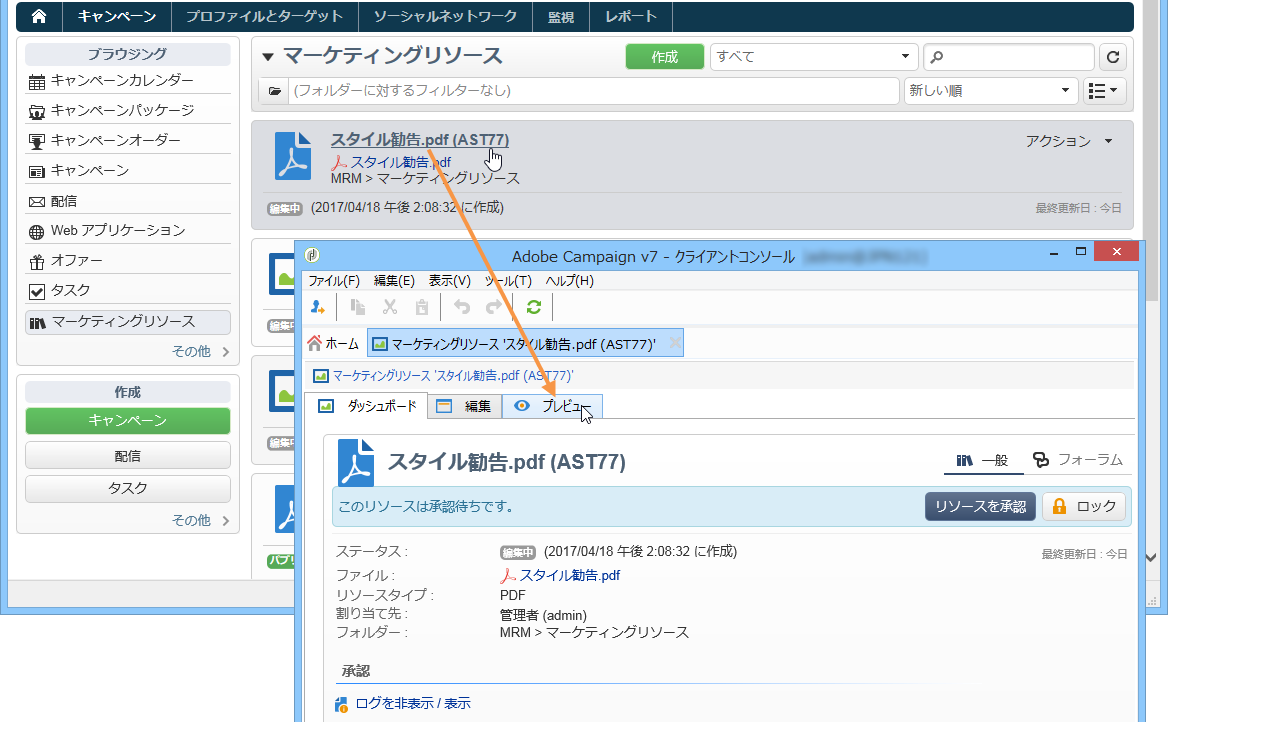 キャンペーン プロファイルとターゲット ソーシャルネットワーク 監視 レポート
ブラウジング
キャンペーンカレンダー
キャンペーンパッケージ
キャンペーンオーダー
キャンペーン
配信
Web アプリケーション
オファー
タスク
マーケティングリソース
その他
作成
キャンペーン
配信
タスク
その他
マーケティングリソース 作成 すべて
(フォルダーに対するフィルターなし) 新しい順
スタイル勧告.pdf (AST77) アクション
スタイル勧告.pdf
MRM > マーケティングリソース
編集中 (2017/04/18 午後 2:08:32 に作成) 最終更新日 : 今日
編集中
編集中
パブリ
Adobe Campaign v7 - クライアントコンソール
ファイル(F) 編集(E) 表示(V) ツール(T) ヘルプ(H)
ホーム マーケティングリソース 'スタイル勧告.pdf (AST77)'
マーケティングリソース 'スタイル勧告.pdf (AST77)'
ダッシュボード 編集 プレビュー
スタイル勧告.pdf (AST77) 一般 フォーラム
このリソースは承認待ちです。 リソースを承認 ロック
ステータス : 編集中 (2017/04/18 午後 2:08:32 に作成) 最終更新日 : 今日
ファイル : スタイル勧告.pdf
リソースタイプ : PDF
割り当て先 : 管理者 (admin)
フォルダー : MRM > マーケティングリソース
承認
ログを非表示 / 表示